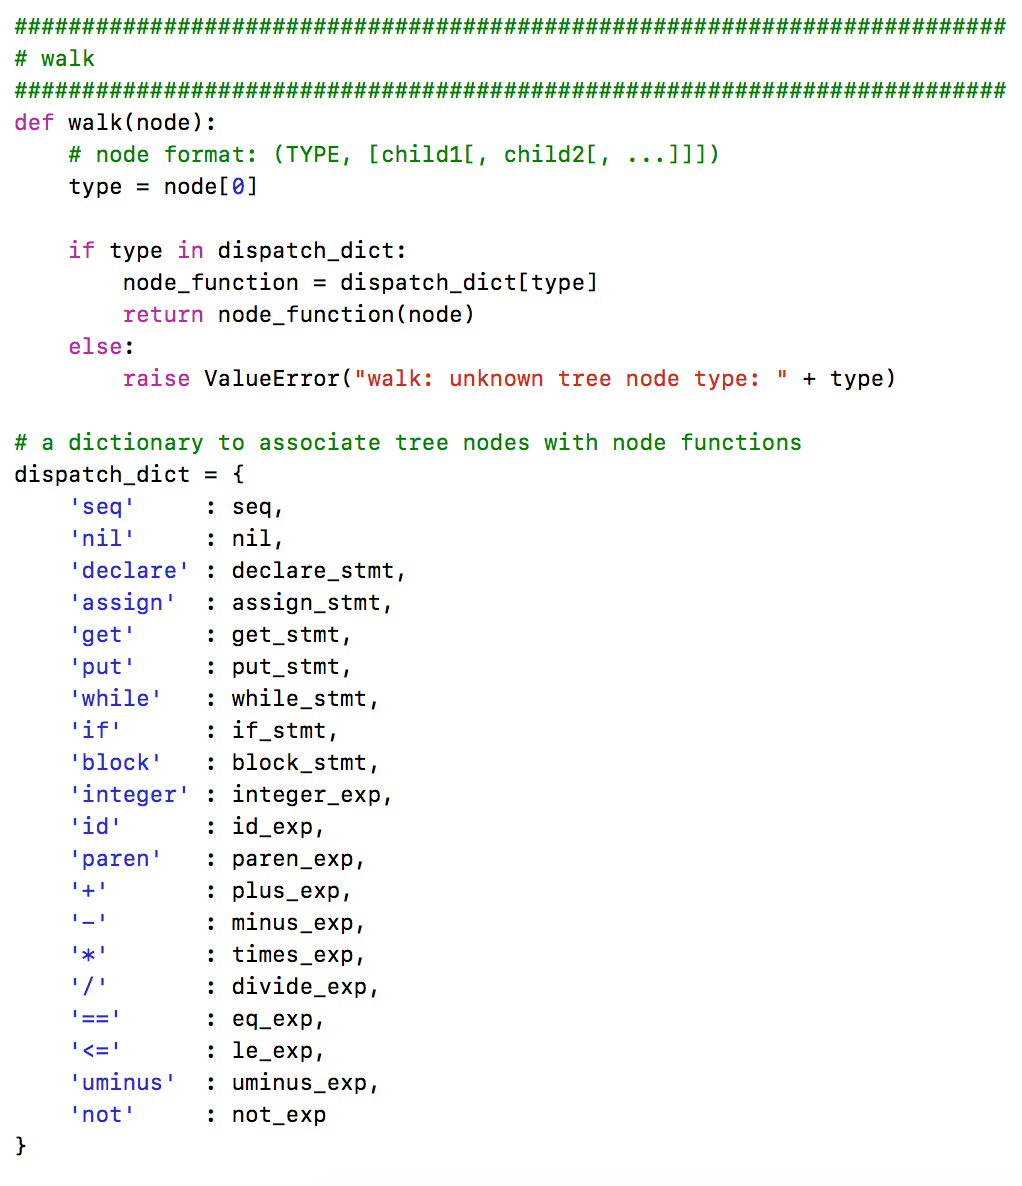 #########################################################################
# walk
#########################################################################
def walk(node):
    # node format: (TYPE, [child1[, child2[, ...]]])
    type = node[0]

    if type in dispatch_dict:
        node_function = dispatch_dict[type]
        return node_function(node)
    else:
        raise ValueError("walk: unknown tree node type: " + type)

# a dictionary to associate tree nodes with node functions
dispatch_dict = {
    'seq'     : seq,
    'nil'     : nil,
    'declare' : declare_stmt,
    'assign'  : assign_stmt,
    'get'     : get_stmt,
    'put'     : put_stmt,
    'while'   : while_stmt,
    'if'      : if_stmt,
    'block'   : block_stmt,
    'integer' : integer_exp,
    'id'      : id_exp,
    'paren'   : paren_exp,
    '+'       : plus_exp,
    '-'       : minus_exp,
    '*'       : times_exp,
    '/'       : divide_exp,
    '=='      : eq_exp,
    '<='      : le_exp,
    'uminus'  : uminus_exp,
    'not'     : not_exp
}